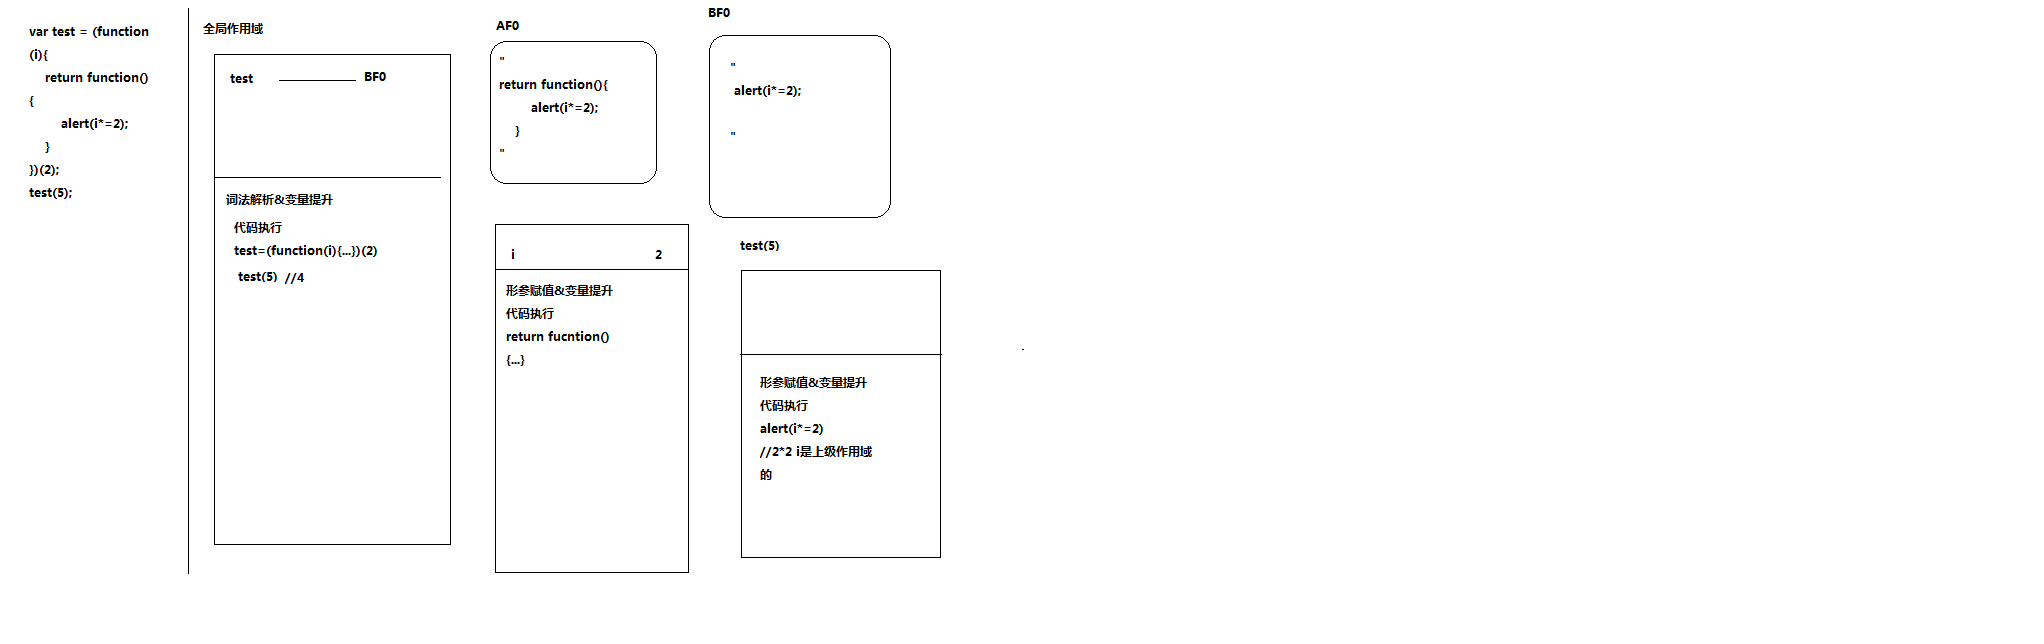 var test = (function
(i){
return function()
{
alert(i*=2);
}
})(2);
test(5);
全局作用域
test
BF0
词法解析&变量提升
代码执行
test=(function(i){...})(2)
test(5) //4
AF0
"
return function(){
alert(i*=2);
}
"
i 2
形参赋值&变量提升
代码执行
return fucntion()
{...}
BF0
"
alert(i*=2);
"
test(5)
形参赋值&变量提升
代码执行
alert(i*=2)
//2*2 i是上级作用域
的